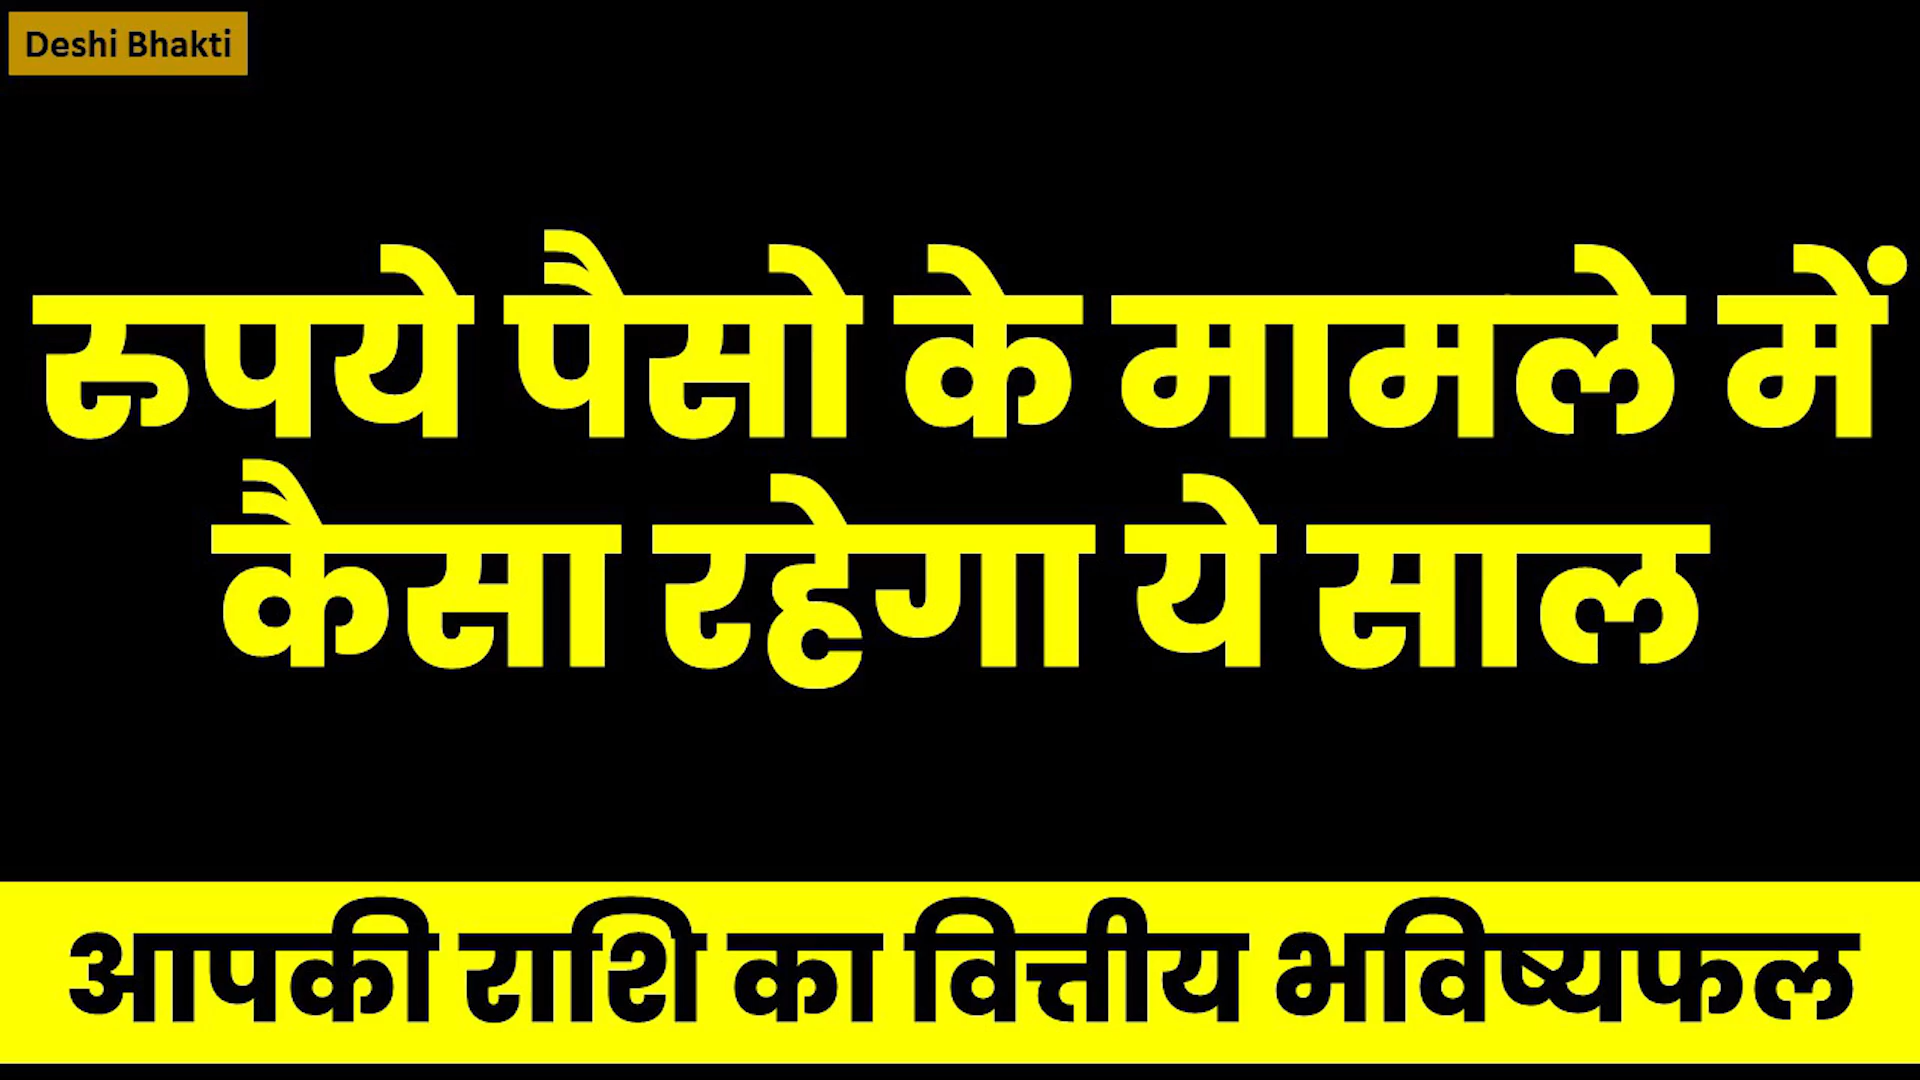 Deshi Bhakti
रुपये पैसो के मामले में
कैसा रहेगा ये साल
आपकी राशि का वित्तीय भविष्यफल